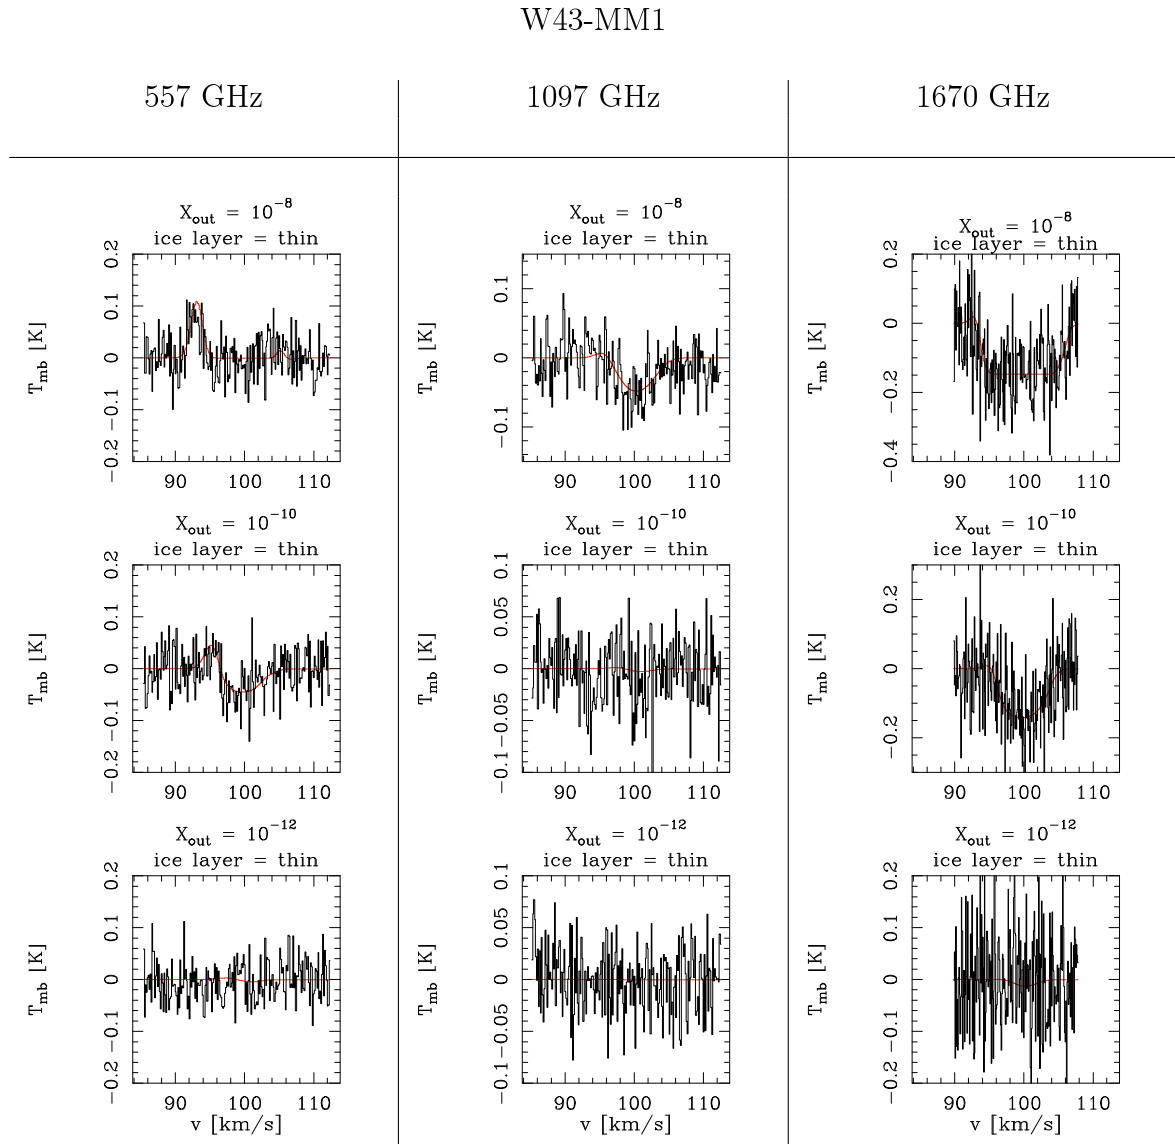 W43-MM1
557 GHz
1097 GHz
1670 GHz
X_out = 10^-8
ice layer = thin
T_mb [K]
0.2
0.1
0
−0.1
−0.2
90 100 110
X_out = 10^-8
ice layer = thin
T_mb [K]
0.1
0
−0.1
90 100 110
X_out = 10^-8
ice layer = thin
T_mb [K]
0.2
0
−0.2
−0.4
90 100 110
X_out = 10^-10
ice layer = thin
T_mb [K]
0.2
0.1
0
−0.1
−0.2
90 100 110
X_out = 10^-10
ice layer = thin
T_mb [K]
0.1
0.05
0
−0.05
−0.1
90 100 110
X_out = 10^-10
ice layer = thin
T_mb [K]
0.2
0
−0.2
90 100 110
X_out = 10^-12
ice layer = thin
T_mb [K]
0.2
0.1
0
−0.1
−0.2
90 100 110
v [km/s]
X_out = 10^-12
ice layer = thin
T_mb [K]
0.1
0.05
0
−0.05
−0.1
90 100 110
v [km/s]
X_out = 10^-12
ice layer = thin
T_mb [K]
0.2
0.1
0
−0.1
−0.2
90 100 110
v [km/s]